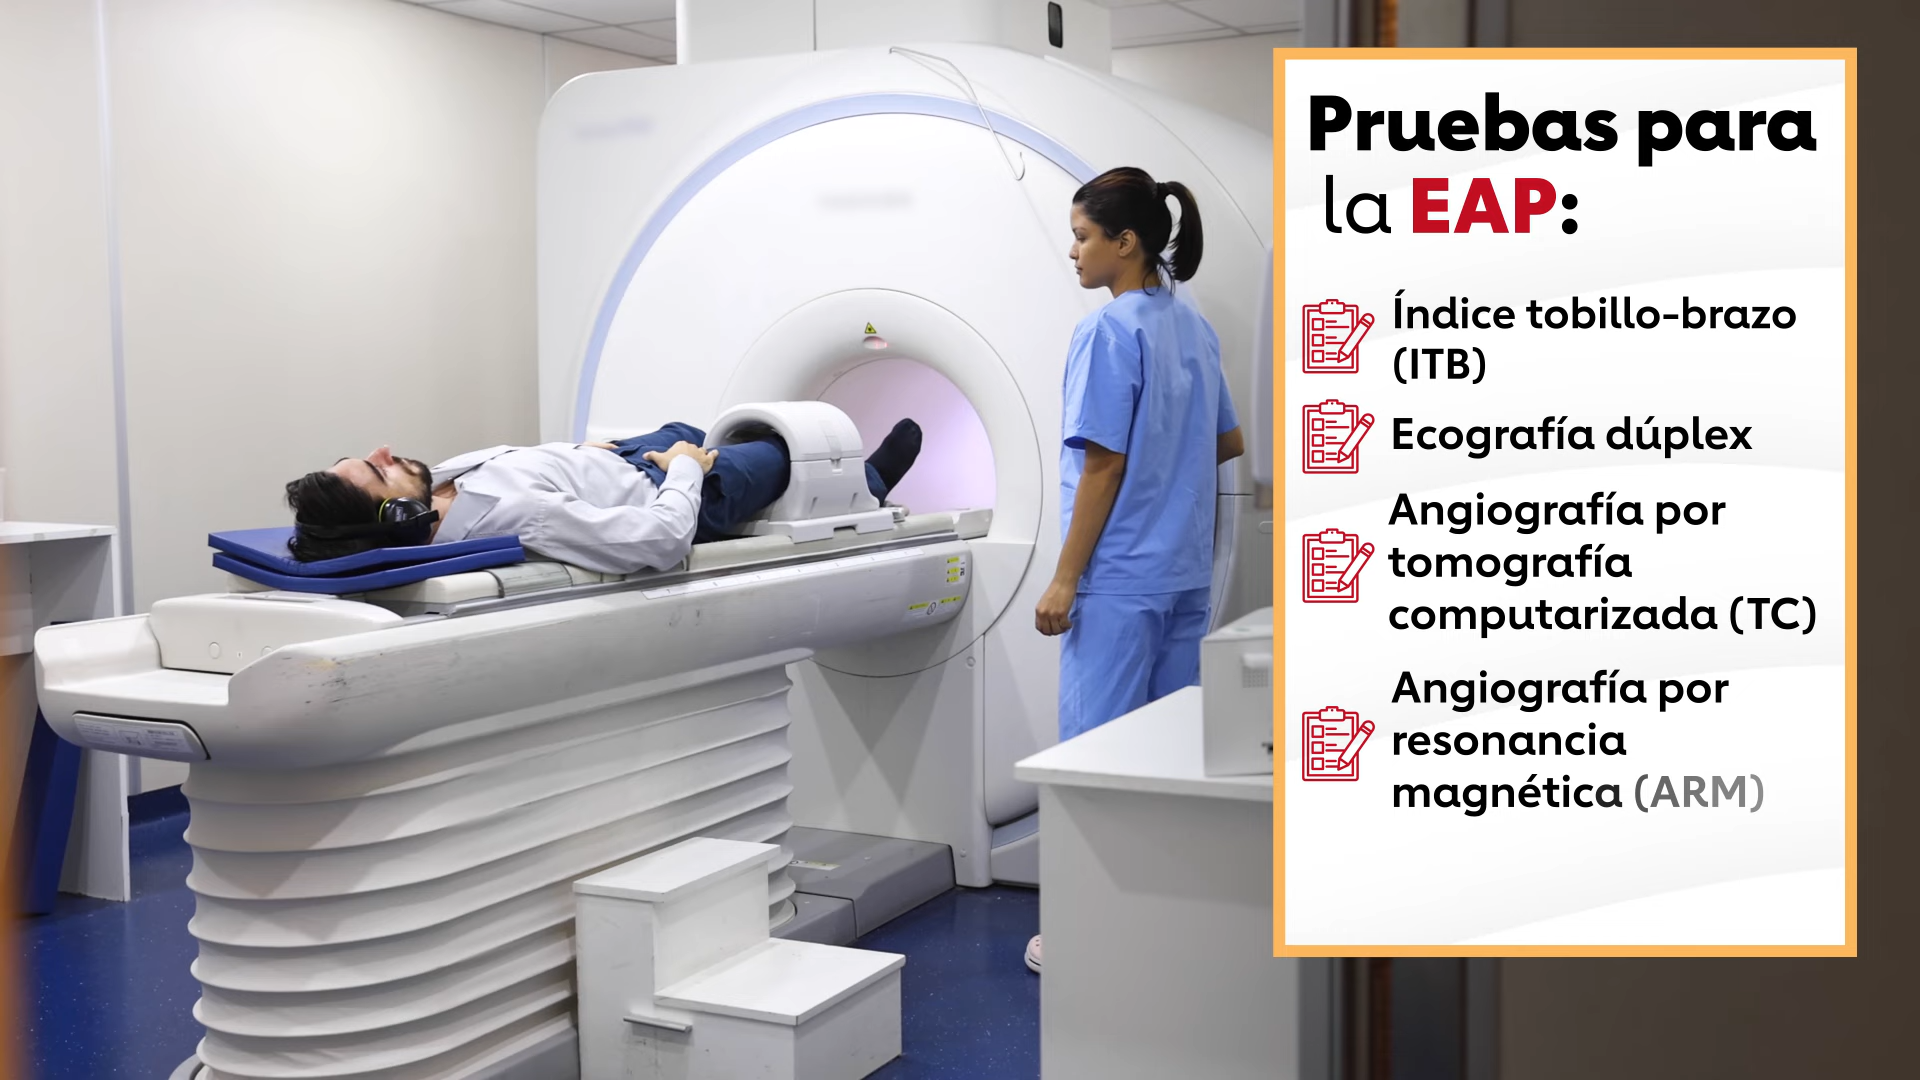 Pruebas para
la EAP:
Índice tobillo-brazo
(ITB)
Ecografía dúplex
Angiografía por
tomografía
computarizada (TC)
Angiografía por
resonancia
magnética (ARM)